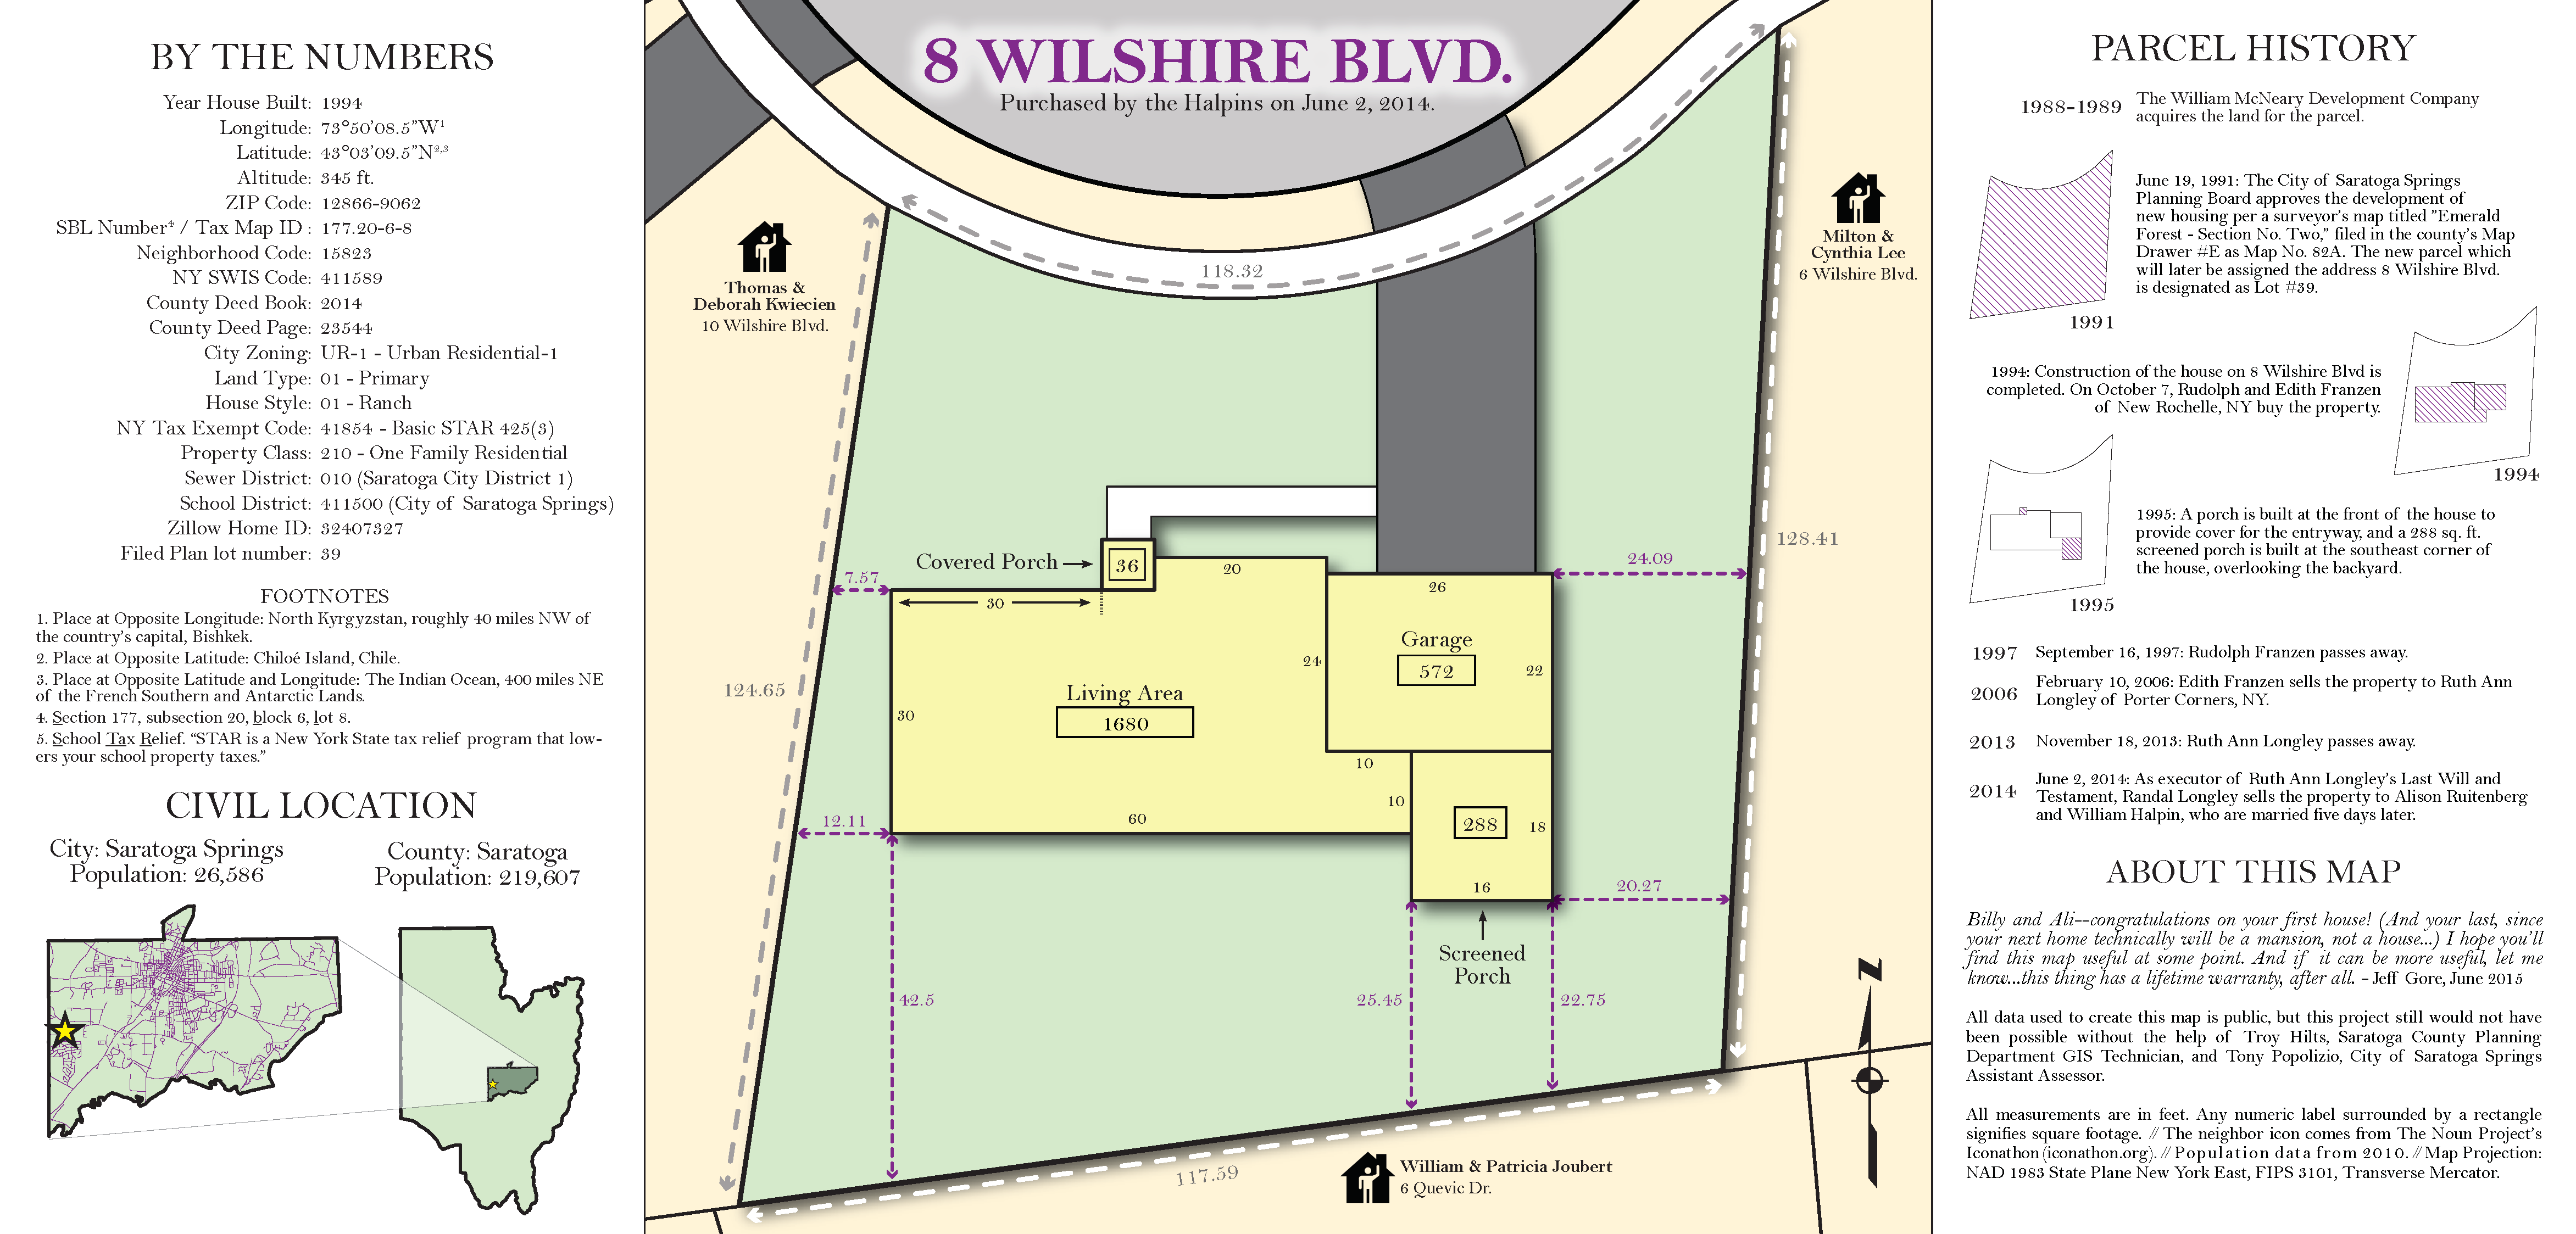 BY THE NUMBERS
Year House Built: 1994
Longitude: 73°50'08.5"W1
Latitude: 43°03'09.5"N2,3
Altitude: 345 ft.
ZIP Code: 12866-9062
SBL Number4 / Tax Map ID : 177.20-6-8
Neighborhood Code: 15823
NY SWIS Code: 411589
County Deed Book: 2014
County Deed Page: 23544
City Zoning: UR-1 - Urban Residential-1
Land Type: 01 - Primary
House Style: 01 - Ranch
NY Tax Exempt Code: 41854 - Basic STAR 425(3)
Property Class: 210 - One Family Residential
Sewer District: 010 (Saratoga City District 1)
School District: 411500 (City of Saratoga Springs)
Zillow Home ID: 32407327
Filed Plan lot number: 39
FOOTNOTES
1. Place at Opposite Longitude: North Kyrgyzstan, roughly 40 miles NW of
the country's capital, Bishkek.
2. Place at Opposite Latitude: Chiloé Island, Chile.
3. Place at Opposite Latitude and Longitude: The Indian Ocean, 400 miles NE
of the French Southern and Antarctic Lands.
4. Section 177, subsection 20, block 6, lot 8.
5. School Tax Relief. "STAR is a New York State tax relief program that low-
ers your school property taxes."
CIVIL LOCATION
City: Saratoga Springs
Population: 26,586
County: Saratoga
Population: 219,607
8 WILSHIRE BLVD.
Purchased by the Halpins on June 2, 2014.
118.32
Thomas &
Deborah Kwiecien
10 Wilshire Blvd.
Milton &
Cynthia Lee
6 Wilshire Blvd.
128.41
124.65
Covered Porch
36
7.57
30
20
26
24.09
Garage
572
24
22
Living Area
1680
30
10
10
60
12.11
288
18
16
20.27
Screened
Porch
42.5
25.45
22.75
N
117.59
William & Patricia Joubert
6 Quevic Dr.
PARCEL HISTORY
1988-1989
The William McNeary Development Company
acquires the land for the parcel.
June 19, 1991: The City of Saratoga Springs
Planning Board approves the development of
new housing per a surveyor's map titled "Emerald
Forest - Section No. Two," filed in the county's Map
Drawer #E as Map No. 82A. The new parcel which
will later be assigned the address 8 Wilshire Blvd.
is designated as Lot #39.
1991
1994: Construction of the house on 8 Wilshire Blvd is
completed. On October 7, Rudolph and Edith Franzen
of New Rochelle, NY buy the property.
1994
1995: A porch is built at the front of the house to
provide cover for the entryway, and a 288 sq. ft.
screened porch is built at the southeast corner of
the house, overlooking the backyard.
1995
1997
September 16, 1997: Rudolph Franzen passes away.
2006
February 10, 2006: Edith Franzen sells the property to Ruth Ann
Longley of Porter Corners, NY.
2013
November 18, 2013: Ruth Ann Longley passes away.
2014
June 2, 2014: As executor of Ruth Ann Longley's Last Will and
Testament, Randal Longley sells the property to Alison Ruitenberg
and William Halpin, who are married five days later.
ABOUT THIS MAP
Billy and Ali--congratulations on your first house! (And your last, since
your next home technically will be a mansion, not a house...) I hope you'll
find this map useful at some point. And if it can be more useful, let me
know...this thing has a lifetime warranty, after all. - Jeff Gore, June 2015
All data used to create this map is public, but this project still would not have
been possible without the help of Troy Hilts, Saratoga County Planning
Department GIS Technician, and Tony Popolizio, City of Saratoga Springs
Assistant Assessor.
All measurements are in feet. Any numeric label surrounded by a rectangle
signifies square footage. // The neighbor icon comes from The Noun Project's
Iconathon (iconathon.org). // Population data from 2010. // Map Projection:
NAD 1983 State Plane New York East, FIPS 3101, Transverse Mercator.